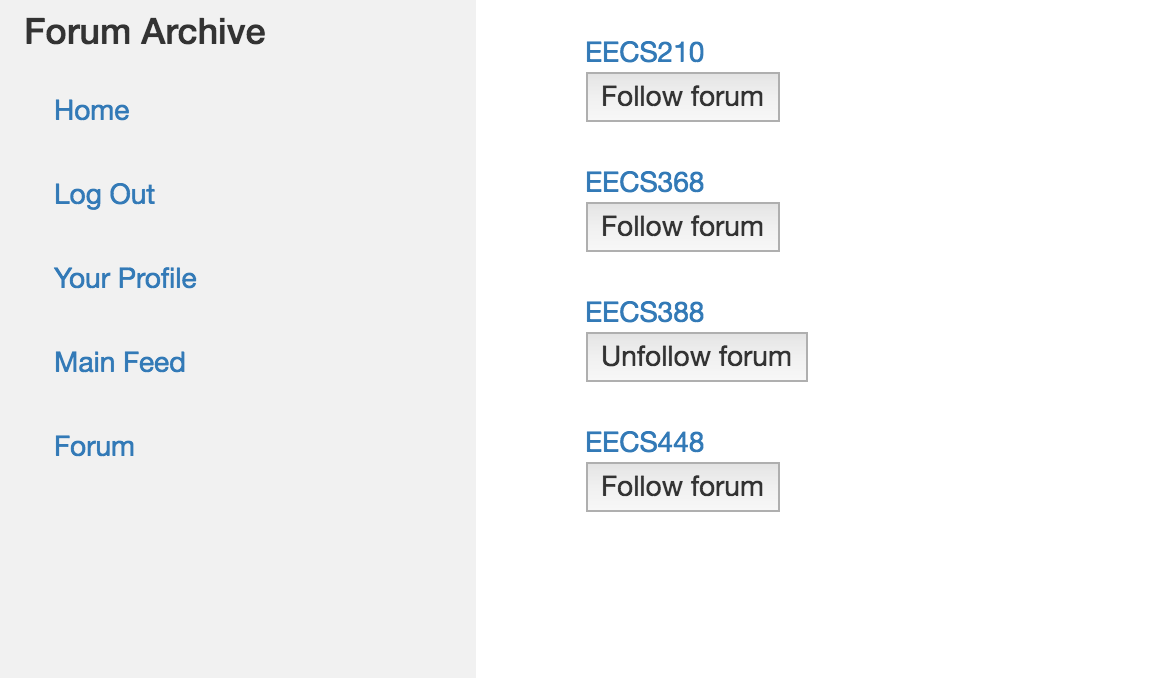 Forum Archive
Home
Log Out
Your Profile
Main Feed
Forum
EECS210
Follow forum
EECS368
Follow forum
EECS388
Unfollow forum
EECS448
Follow forum